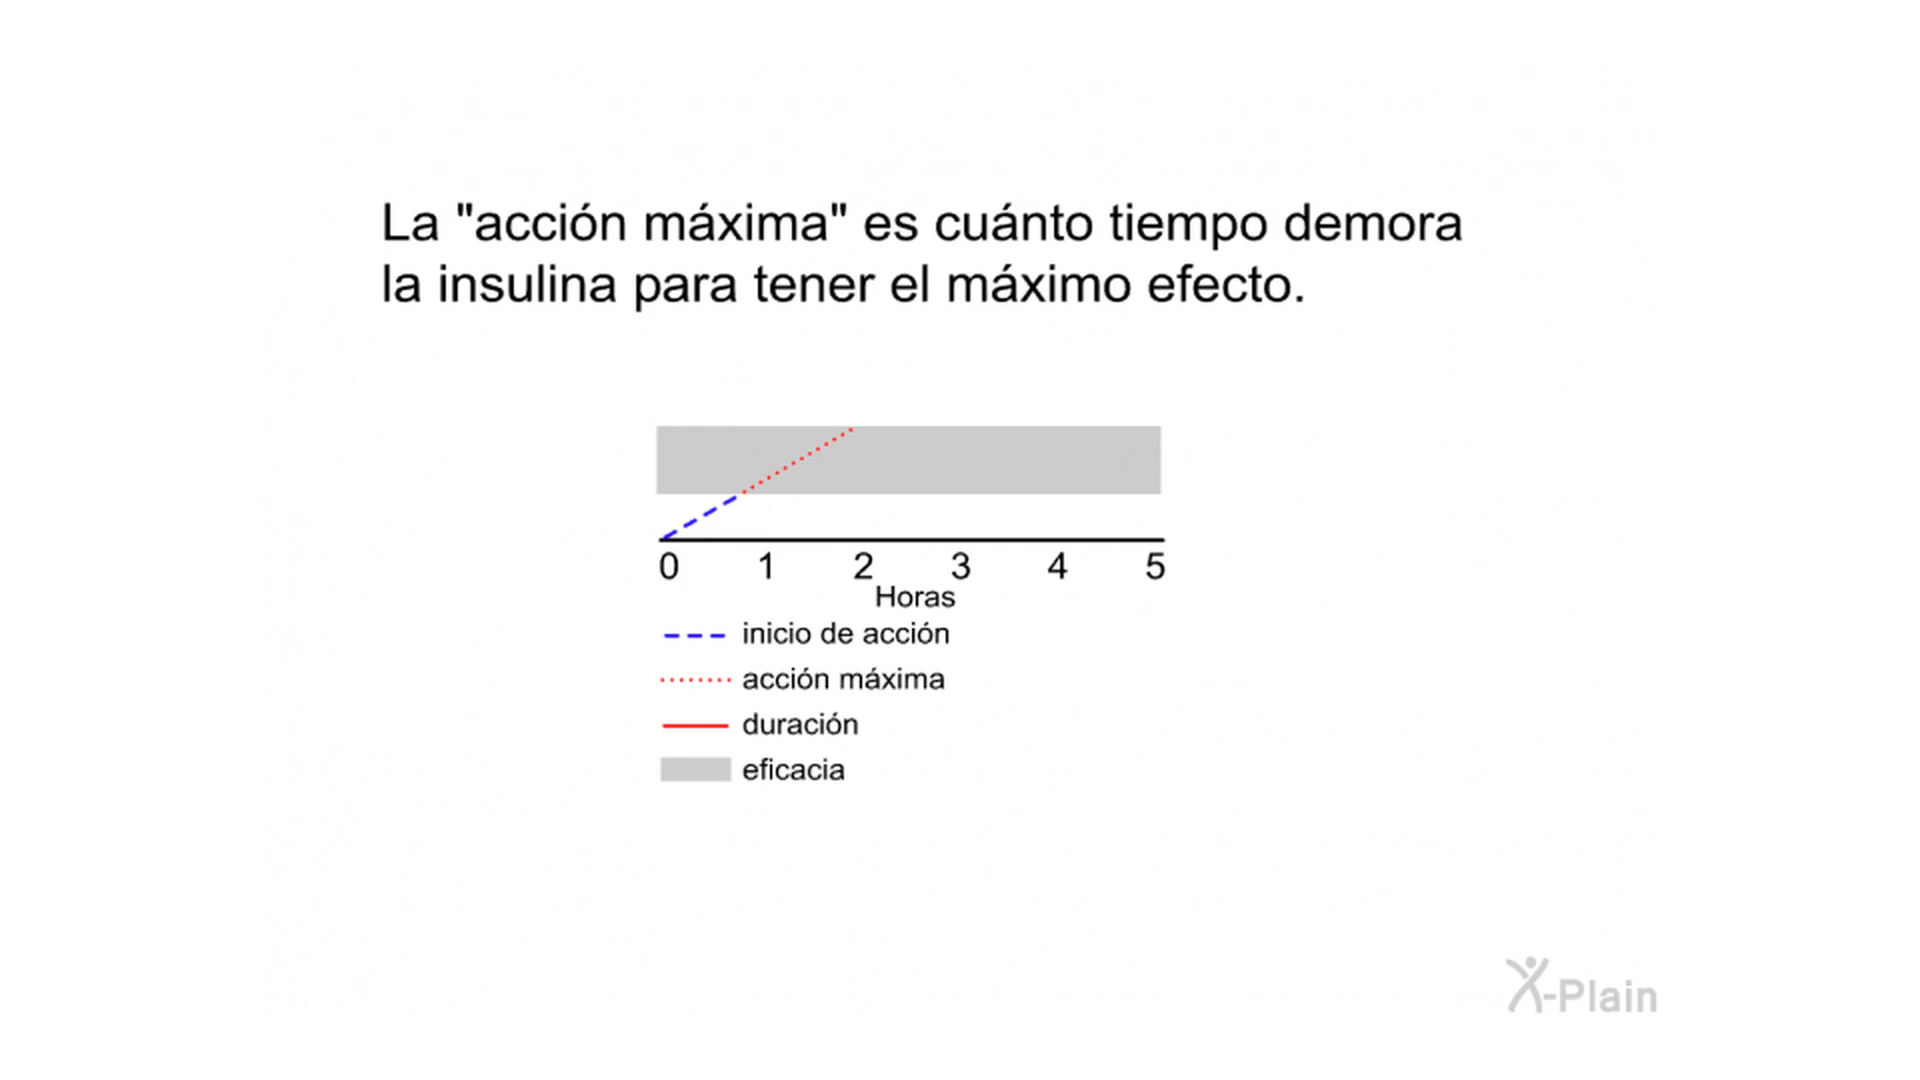 La "acción máxima" es cuánto tiempo demora
la insulina para tener el máximo efecto.
0 1 2 3 4 5
Horas
inicio de acción
acción máxima
duración
eficacia
X-Plain